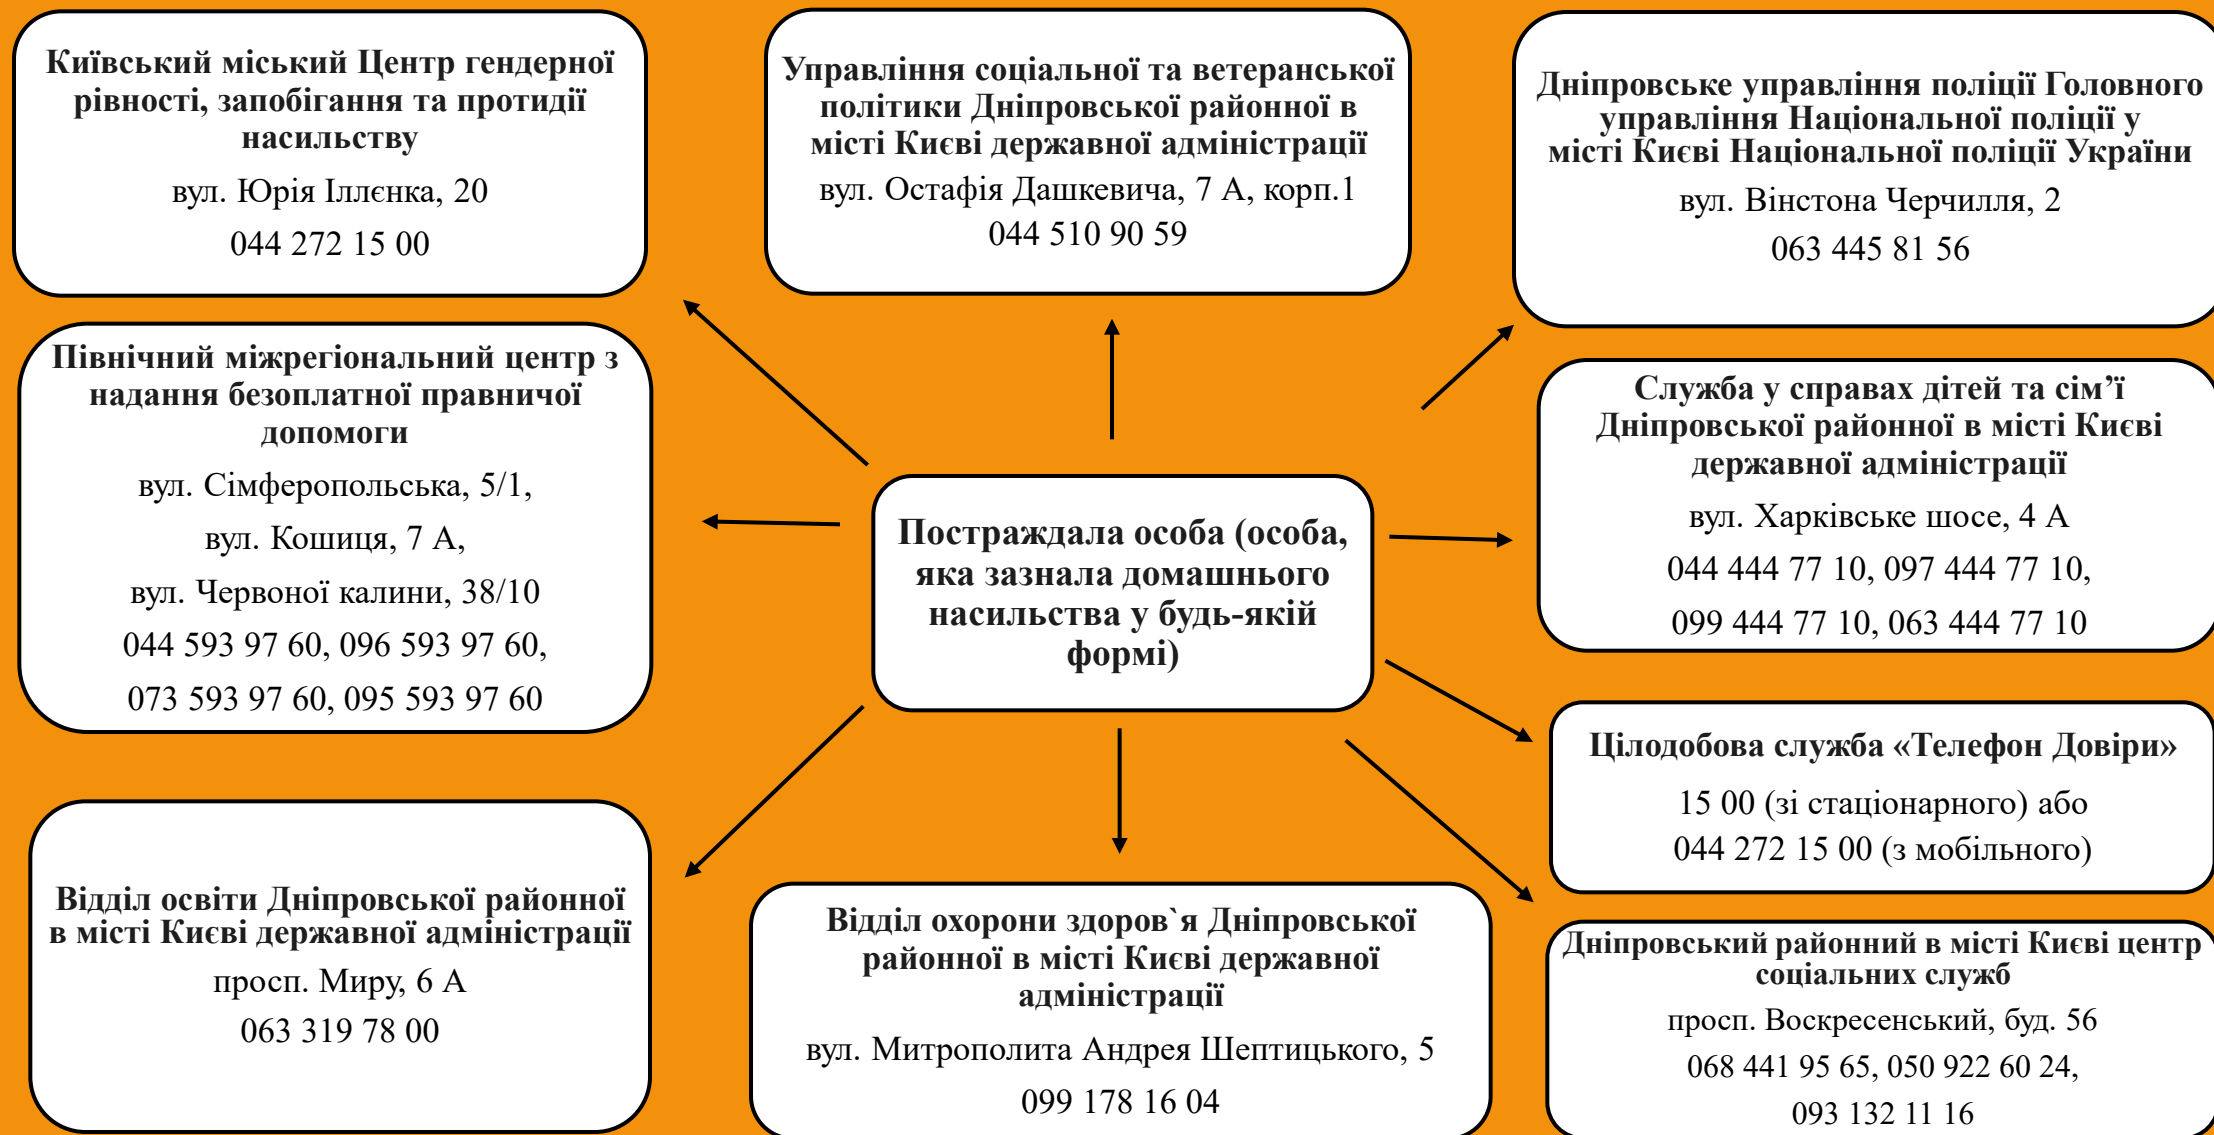 Київський міський Центр гендерної
рівності, запобігання та протидії
насильству
вул. Юрія Іллєнка, 20
044 272 15 00
Управління соціальної та ветеранської
політики Дніпровської районної в
місті Києві державної адміністрації
вул. Остафія Дашкевича, 7 А, корп.1
044 510 90 59
Дніпровське управління поліції Головного
управління Національної поліції у
місті Києві Національної поліції України
вул. Вінстона Черчилля, 2
063 445 81 56
Північний міжрегіональний центр з
надання безоплатної правничої
допомоги
вул. Сімферопольська, 5/1,
вул. Кошиця, 7 А,
вул. Червоної калини, 38/10
044 593 97 60, 096 593 97 60,
073 593 97 60, 095 593 97 60
Постраждала особа (особа,
яка зазнала домашнього
насильства у будь-якій
формі)
Служба у справах дітей та сім’ї
Дніпровської районної в місті Києві
державної адміністрації
вул. Харківське шосе, 4 А
044 444 77 10, 097 444 77 10,
099 444 77 10, 063 444 77 10
Цілодобова служба «Телефон Довіри»
15 00 (зі стаціонарного) або
044 272 15 00 (з мобільного)
Відділ освіти Дніпровської районної
в місті Києві державної адміністрації
просп. Миру, 6 А
063 319 78 00
Відділ охорони здоров`я Дніпровської
районної в місті Києві державної
адміністрації
вул. Митрополита Андрея Шептицького, 5
099 178 16 04
Дніпровський районний в місті Києві центр
соціальних служб
просп. Воскресенський, буд. 56
068 441 95 65, 050 922 60 24,
093 132 11 16